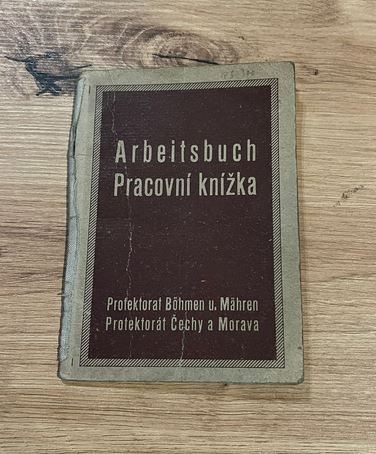 Arbeitsbuch
Pracovní knížka
Protektorat Böhmen u. Mähren
Protektorát Čechy a Morava